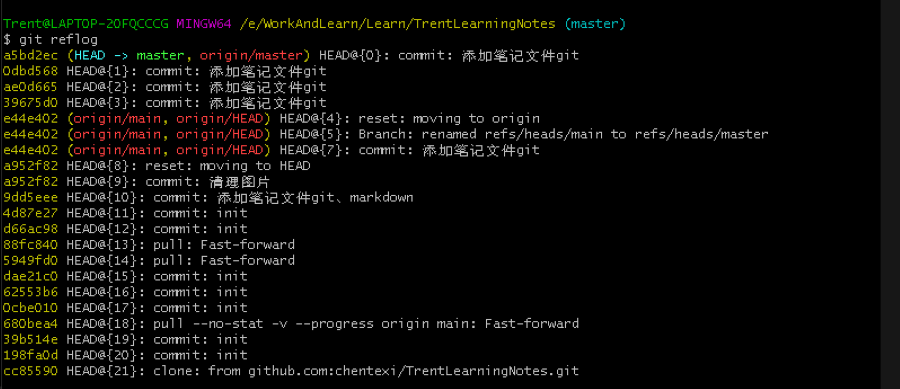 Trent@LAPTOP-20FQCCCG MINGW64 /e/WorkAndLearn/Learn/TrentLearningNotes (master)
$ git reflog
a5bd2ec (HEAD -> master, origin/master) HEAD@{0}: commit: 添加笔记文件git
0dbd568 HEAD@{1}: commit: 添加笔记文件git
ae0d665 HEAD@{2}: commit: 添加笔记文件git
39675d0 HEAD@{3}: commit: 添加笔记文件git
e44e402 (origin/main, origin/HEAD) HEAD@{4}: reset: moving to origin
e44e402 (origin/main, origin/HEAD) HEAD@{5}: Branch: renamed refs/heads/main to refs/heads/master
e44e402 (origin/main, origin/HEAD) HEAD@{7}: commit: 添加笔记文件git
a952f82 HEAD@{8}: reset: moving to HEAD
a952f82 HEAD@{9}: commit: 清理图片
9dd5eee HEAD@{10}: commit: 添加笔记文件git、markdown
4d87e27 HEAD@{11}: commit: init
d66ac98 HEAD@{12}: commit: init
88fc840 HEAD@{13}: pull: Fast-forward
5949fd0 HEAD@{14}: pull: Fast-forward
dae21c0 HEAD@{15}: commit: init
62553b6 HEAD@{16}: commit: init
0cbe010 HEAD@{17}: commit: init
680bea4 HEAD@{18}: pull --no-stat -v --progress origin main: Fast-forward
39b514e HEAD@{19}: commit: init
198fa0d HEAD@{20}: commit: init
cc85590 HEAD@{21}: clone: from github.com:chentexi/TrentLearningNotes.git